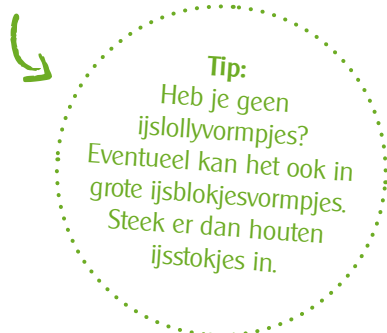 Tip:
Heb je geen
ijslollyvormpjes?
Eventueel kan het ook in
grote ijsblokjesvormpjes.
Steek er dan houten
ijsstokjes in.